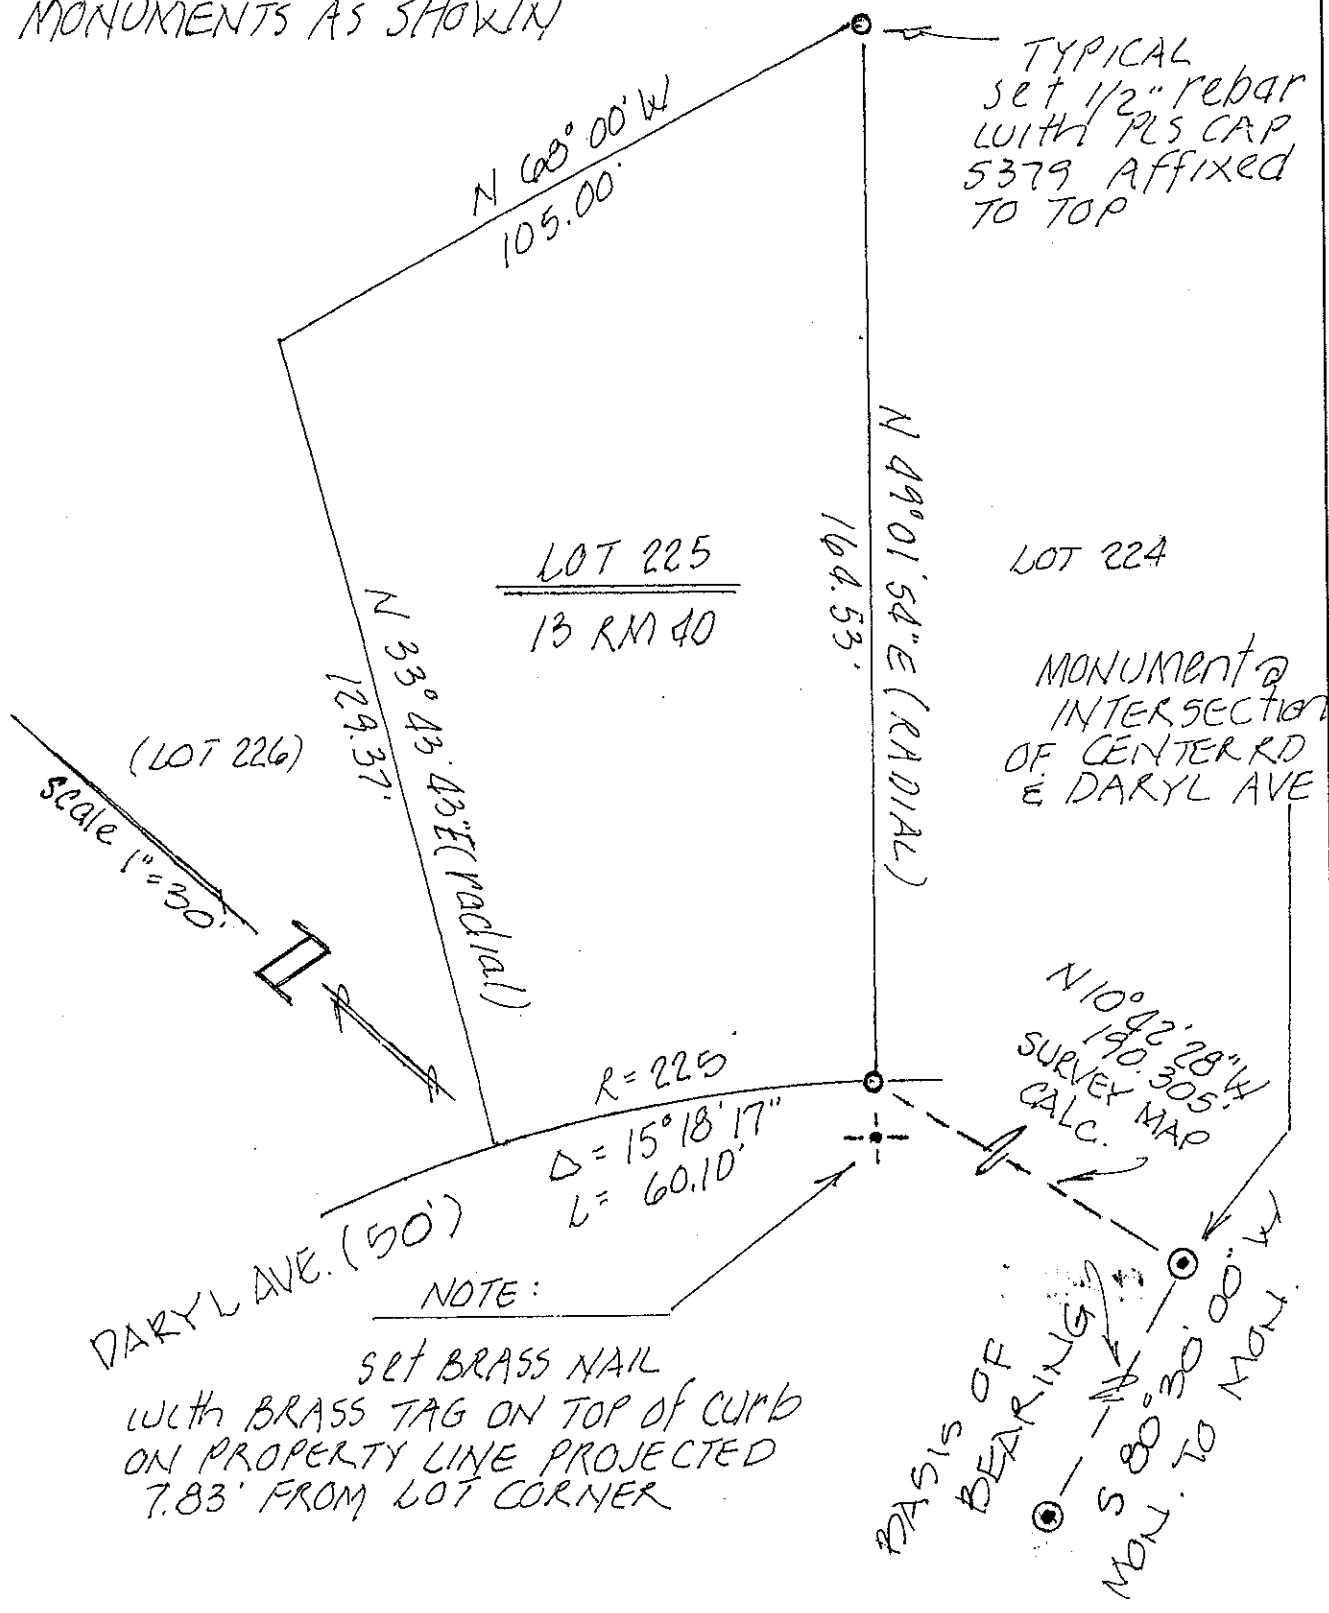 MONUMENTS AS SHOWN
TYPICAL
set 1/2" rebar
with PLS CAP
5379 Affixed
TO TOP
N 68° 00' W
105.00'
N 49° 01' 54" E (RADIAL)
164.53'
LOT 225
13 RM 40
LOT 224
N 33° 43' 43" E (radial)
129.37'
(LOT 226)
scale 1" = 30'
MONUMENT @
INTERSECTION
OF CENTER RD
& DARYL AVE
N 10° 42' 28" W
190.305'
SURVEY MAP
CALC.
R = 225'
Δ = 15° 18' 17"
L = 60.10'
DARYL AVE. (50')
NOTE:
set BRASS NAIL
with BRASS TAG ON TOP OF curb
ON PROPERTY LINE PROJECTED
7.83' FROM LOT CORNER
BASIS OF
BEARING
S 80° 30' 00" W
MON. TO MON.